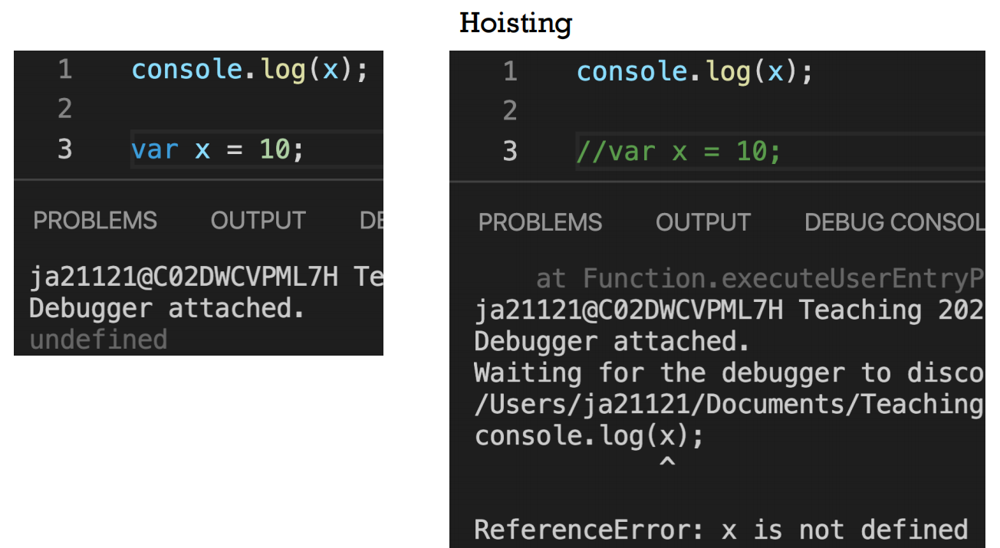 Hoisting
1 console.log(x);
2
3 var x = 10;
PROBLEMS OUTPUT DE
ja21121@C02DWCVPML7H Te
Debugger attached.
undefined
1 console.log(x);
2
3 //var x = 10;
PROBLEMS OUTPUT DEBUG CONSOL
at Function.executeUserEntryP
ja21121@C02DWCVPML7H Teaching 202
Debugger attached.
Waiting for the debugger to disco
/Users/ja21121/Documents/Teaching
console.log(x);
^
ReferenceError: x is not defined